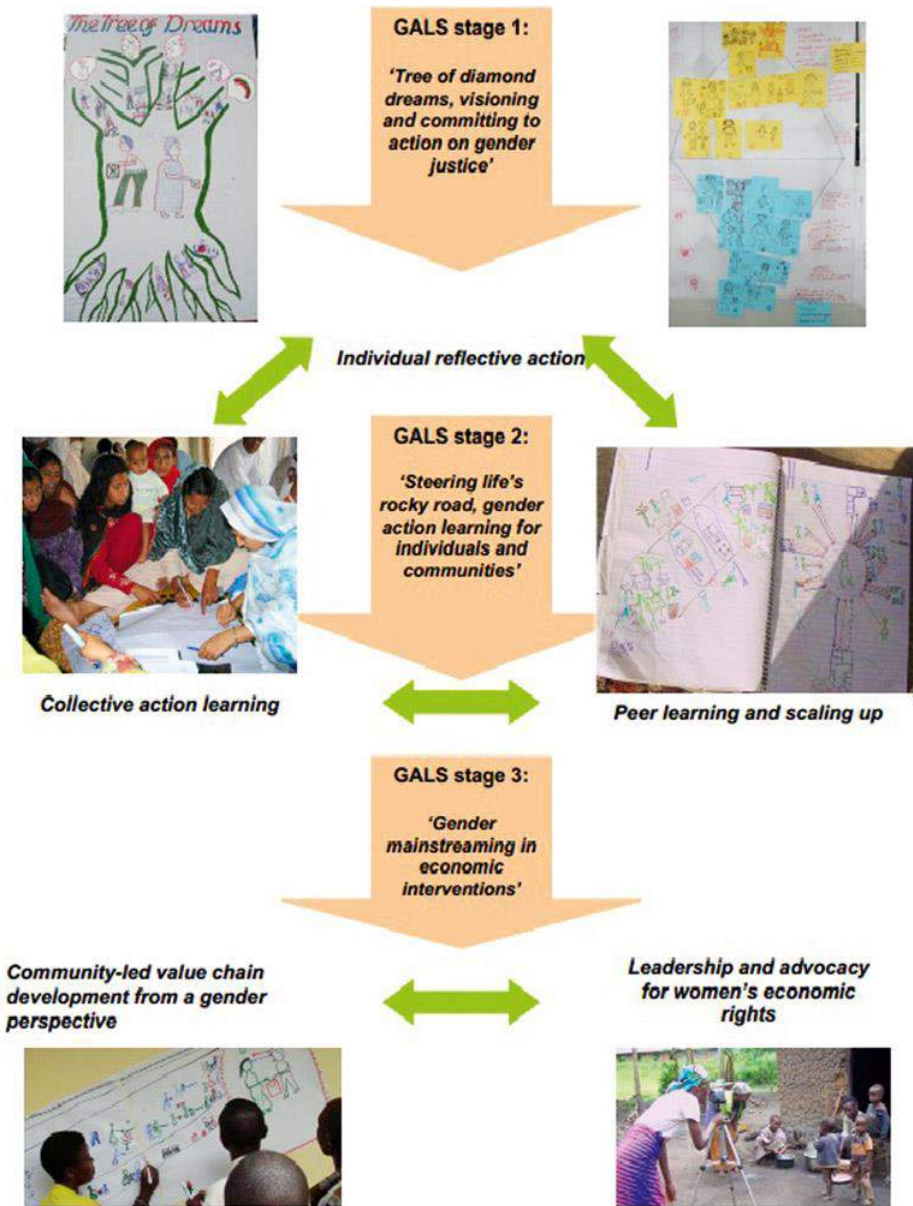 The Tree of Dreams
GALS stage 1:
‘Tree of diamond
dreams, visioning
and committing to
action on gender
justice’
Individual reflective action
GALS stage 2:
‘Steering life’s
rocky road, gender
action learning for
individuals and
communities’
Collective action learning
Peer learning and scaling up
GALS stage 3:
‘Gender
mainstreaming in
economic
interventions’
Community-led value chain
development from a gender
perspective
Leadership and advocacy
for women’s economic
rights